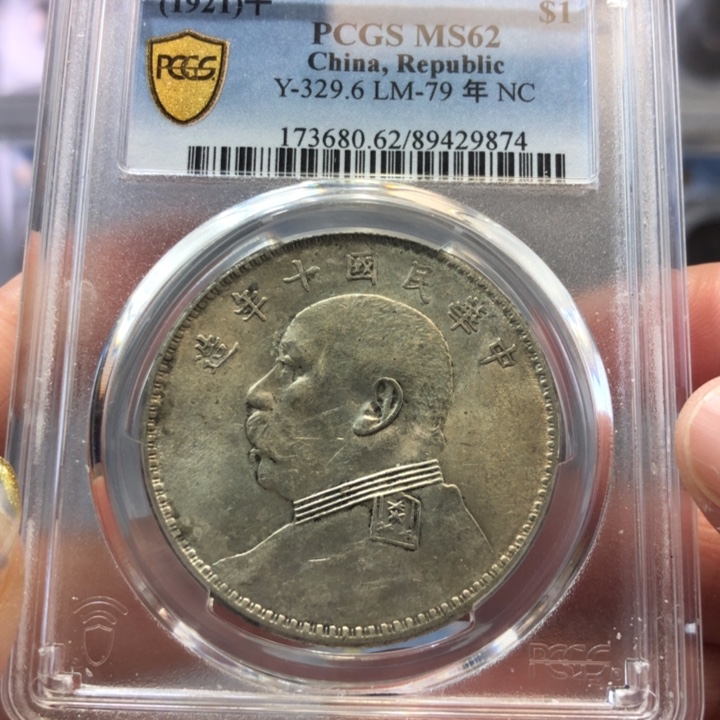 (1921)年 $1
PCGS MS62
China, Republic
Y-329.6 LM-79 年 NC
173680.62/89429874
PCGS
造年十國民華中
PCGS